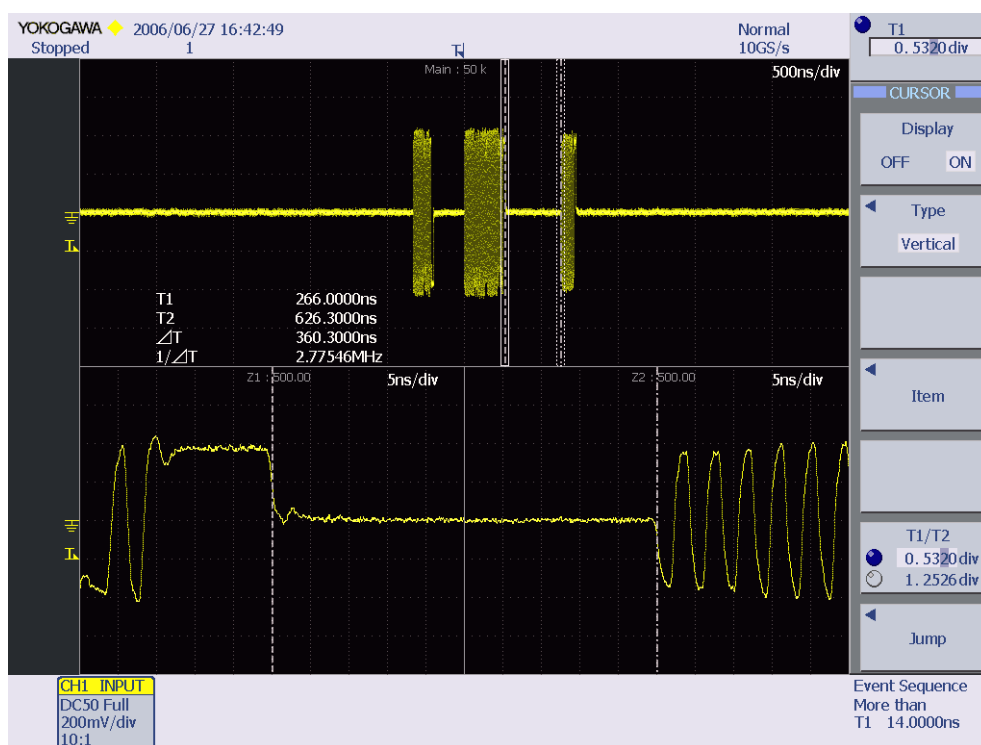 YOKOGAWA 2006/06/27 16:42:49 Normal
Stopped 1 10GS/s
T
Main : 50 k 500ns/div
T1 266.0000ns
T2 626.3000ns
⊿T 360.3000ns
1/⊿T 2.77546MHz
Z1 : 500.00 5ns/div Z2 : 500.00 5ns/div
CH1 INPUT
DC50 Full
200mV/div
10:1
T1
0.5320div
CURSOR
Display
OFF ON
Type
Vertical
Item
T1/T2
0.5320div
1.2526div
Jump
Event Sequence
More than
T1 14.0000ns